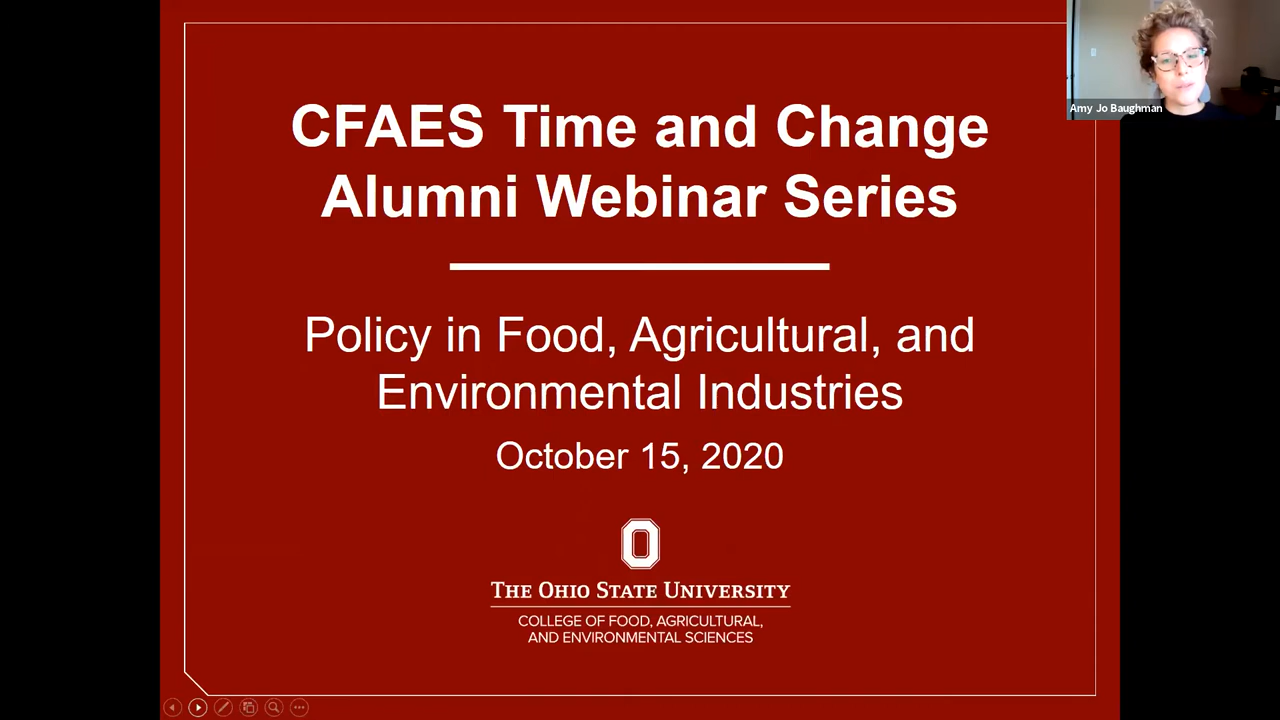 CFAES Time and Change
Alumni Webinar Series
Policy in Food, Agricultural, and
Environmental Industries
October 15, 2020
THE OHIO STATE UNIVERSITY
COLLEGE OF FOOD, AGRICULTURAL,
AND ENVIRONMENTAL SCIENCES
Amy Jo Baughman